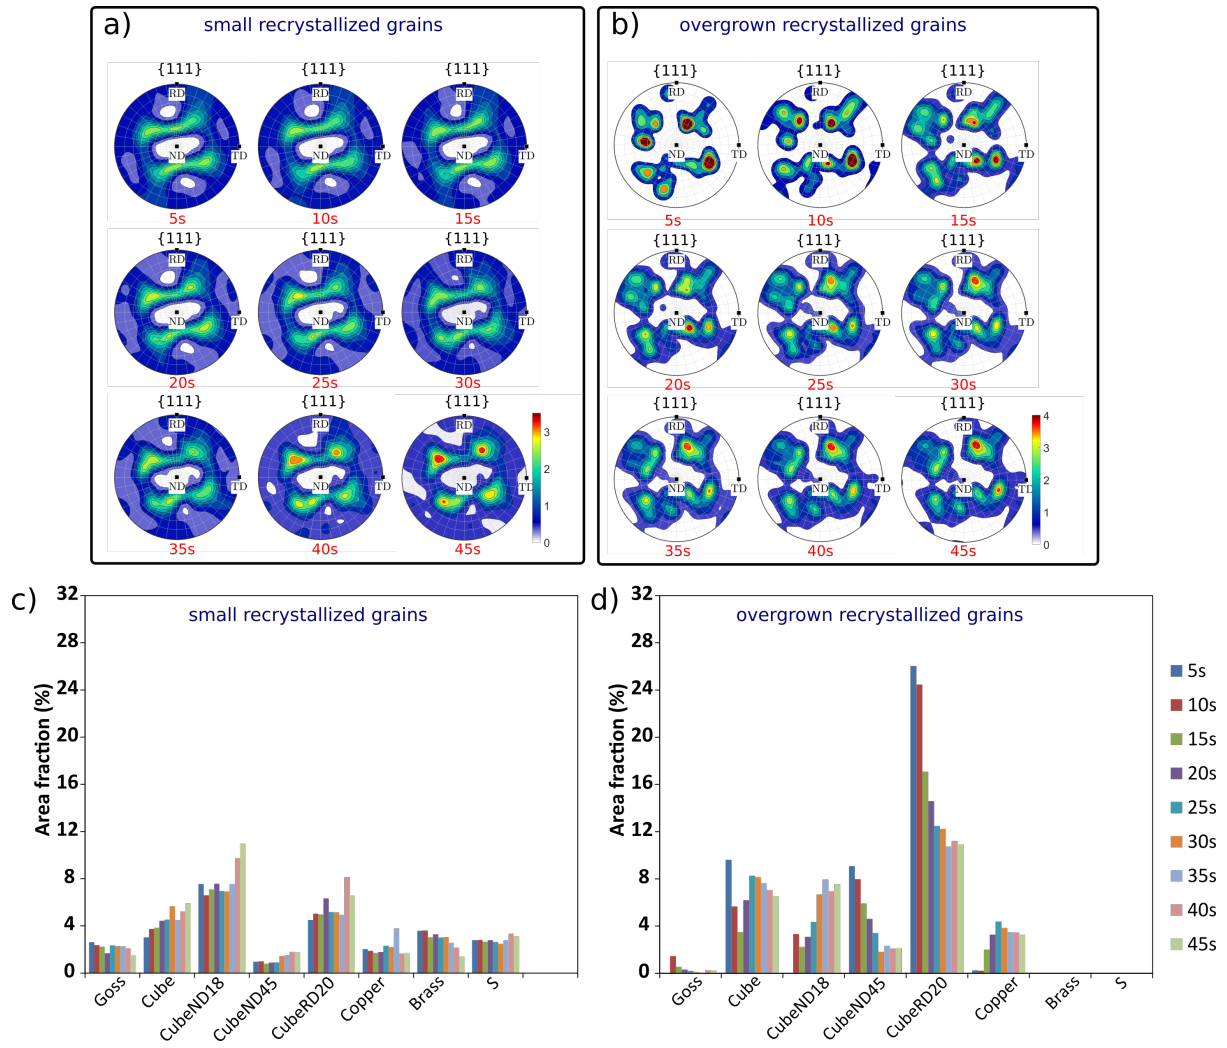 a) small recrystallized grains
{111} {111} {111}
RD RD RD
ND TD ND TD ND TD
5s 10s 15s
{111} {111} {111}
RD RD RD
ND TD ND TD ND TD
20s 25s 30s
{111} {111} {111}
RD RD RD
ND TD ND TD ND TD
3
2
1
0
35s 40s 45s
b) overgrown recrystallized grains
{111} {111} {111}
RD RD RD
ND TD ND TD ND TD
5s 10s 15s
{111} {111} {111}
RD RD RD
ND TD ND TD ND TD
20s 25s 30s
{111} {111} {111}
RD RD RD
ND TD ND TD ND TD
4
3
2
1
0
35s 40s 45s
c) small recrystallized grains
Area fraction (%)
32
28
24
20
16
12
8
4
0
Goss Cube CubeND18 CubeND45 CubeRD20 Copper Brass S
d) overgrown recrystallized grains
Area fraction (%)
32
28
24
20
16
12
8
4
0
Goss Cube CubeND18 CubeND45 CubeRD20 Copper Brass S
5s
10s
15s
20s
25s
30s
35s
40s
45s